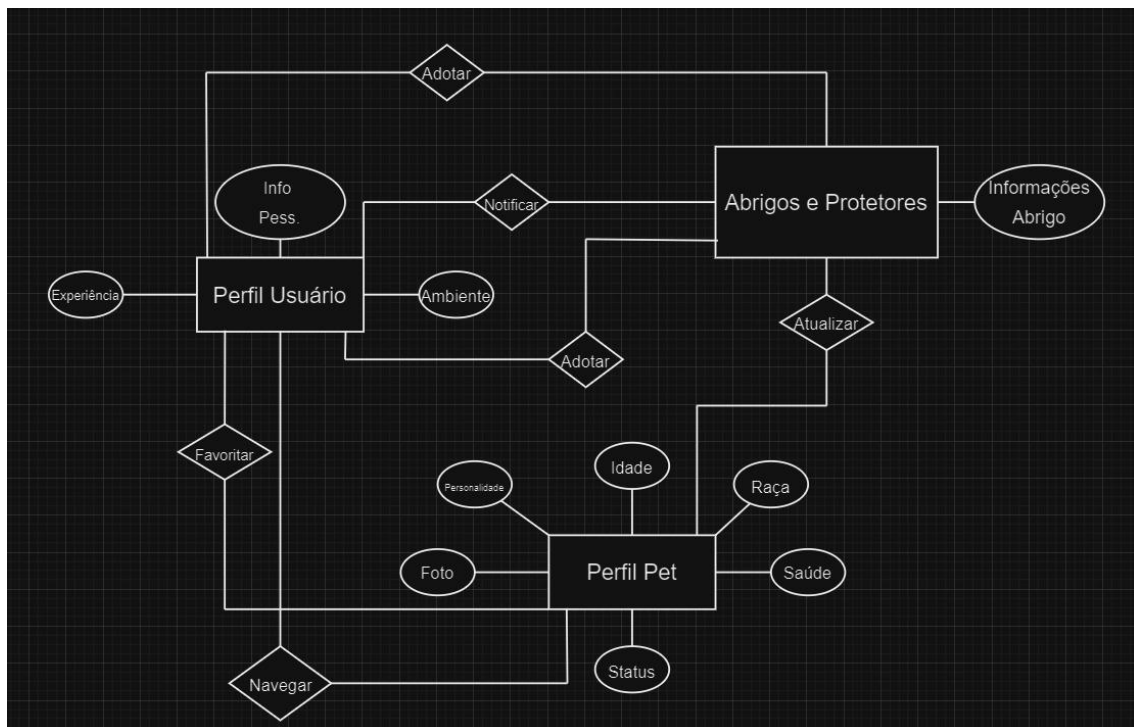 Adotar
Info
Pess.
Notificar
Abrigos e Protetores
Informações
Abrigo
Experiência
Perfil Usuário
Ambiente
Atualizar
Adotar
Favoritar
Idade
Personalidade
Raça
Foto
Perfil Pet
Saúde
Status
Navegar